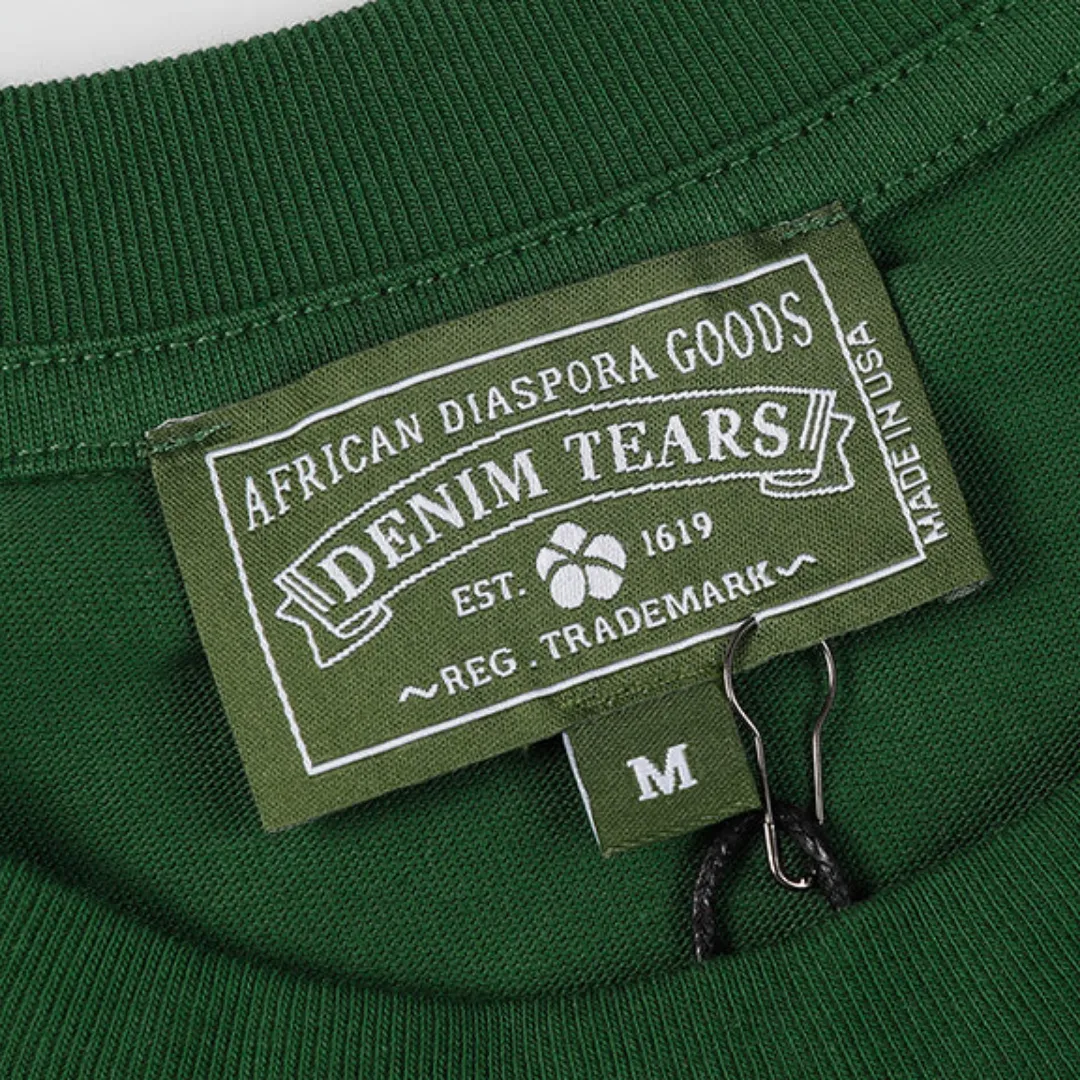 AFRICAN DIASPORA GOODS
DENIM TEARS
EST. 1619
~REG . TRADEMARK~
MADE IN USA
M